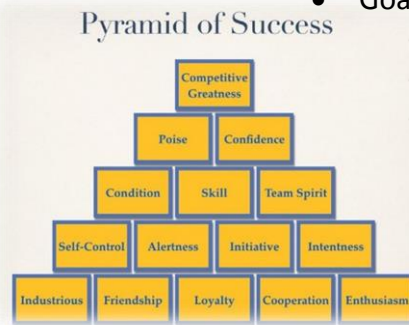 • Goa
Pyramid of Success
Competitive
Greatness
Poise Confidence
Condition Skill Team Spirit
Self-Control Alertness Initiative Intentness
Industrious Friendship Loyalty Cooperation Enthusiasm